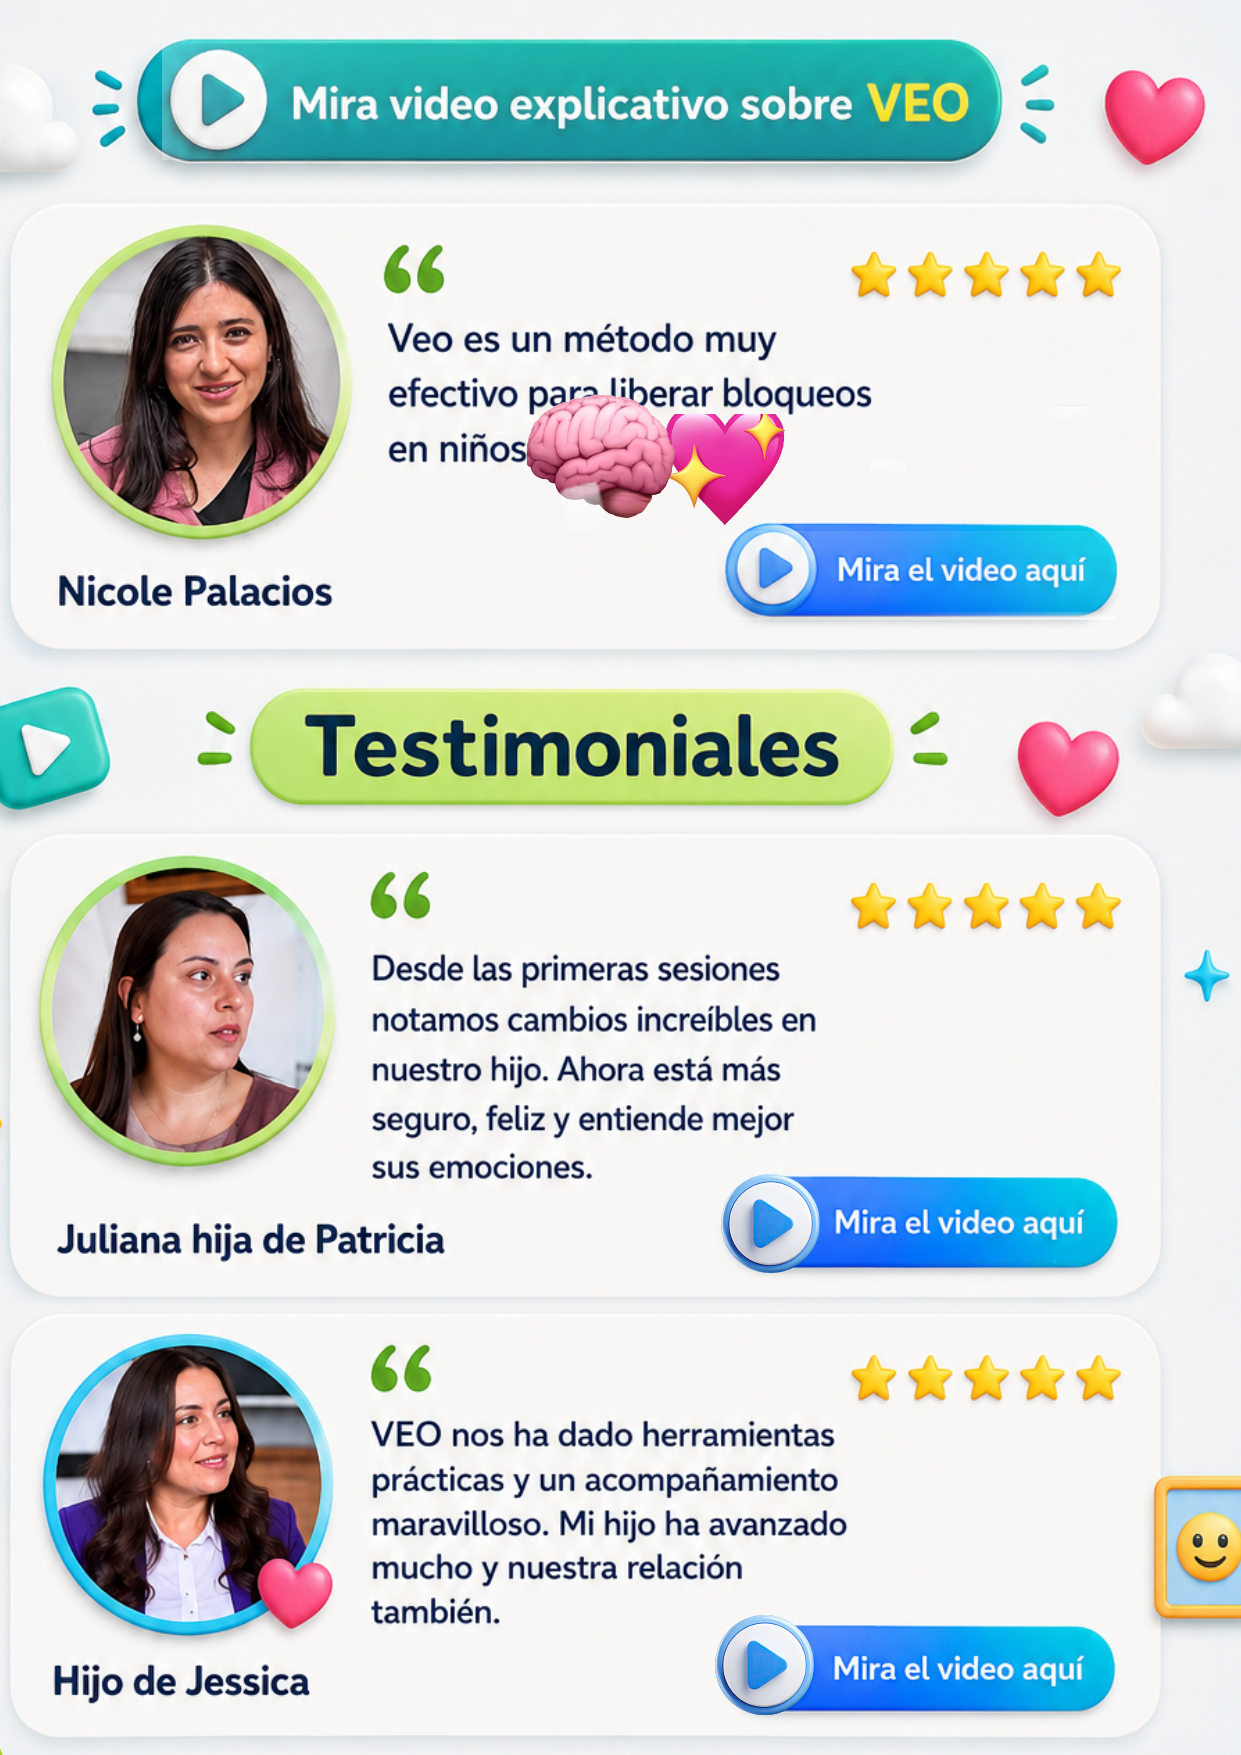 Mira video explicativo sobre VEO
Veo es un método muy
efectivo para liberar bloqueos
en niños
Mira el video aquí
Nicole Palacios
Testimoniales
Desde las primeras sesiones
notamos cambios increíbles en
nuestro hijo. Ahora está más
seguro, feliz y entiende mejor
sus emociones.
Mira el video aquí
Juliana hija de Patricia
VEO nos ha dado herramientas
prácticas y un acompañamiento
maravilloso. Mi hijo ha avanzado
mucho y nuestra relación
también.
Mira el video aquí
Hijo de Jessica